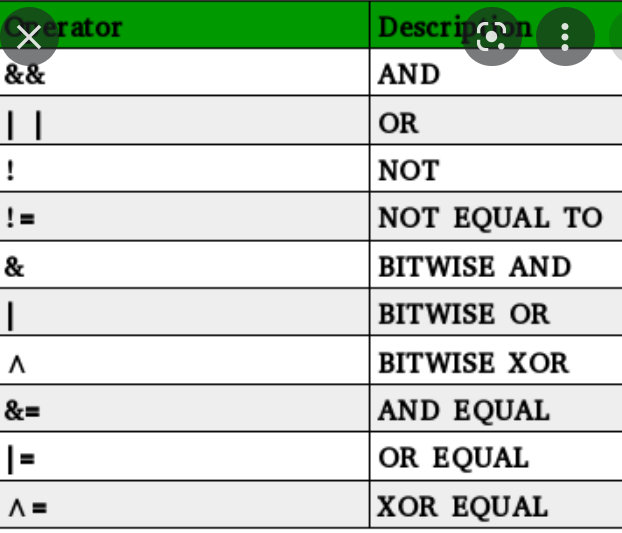 Operator Description
&& AND
| | OR
! NOT
!= NOT EQUAL TO
& BITWISE AND
| BITWISE OR
^ BITWISE XOR
&= AND EQUAL
|= OR EQUAL
^= XOR EQUAL